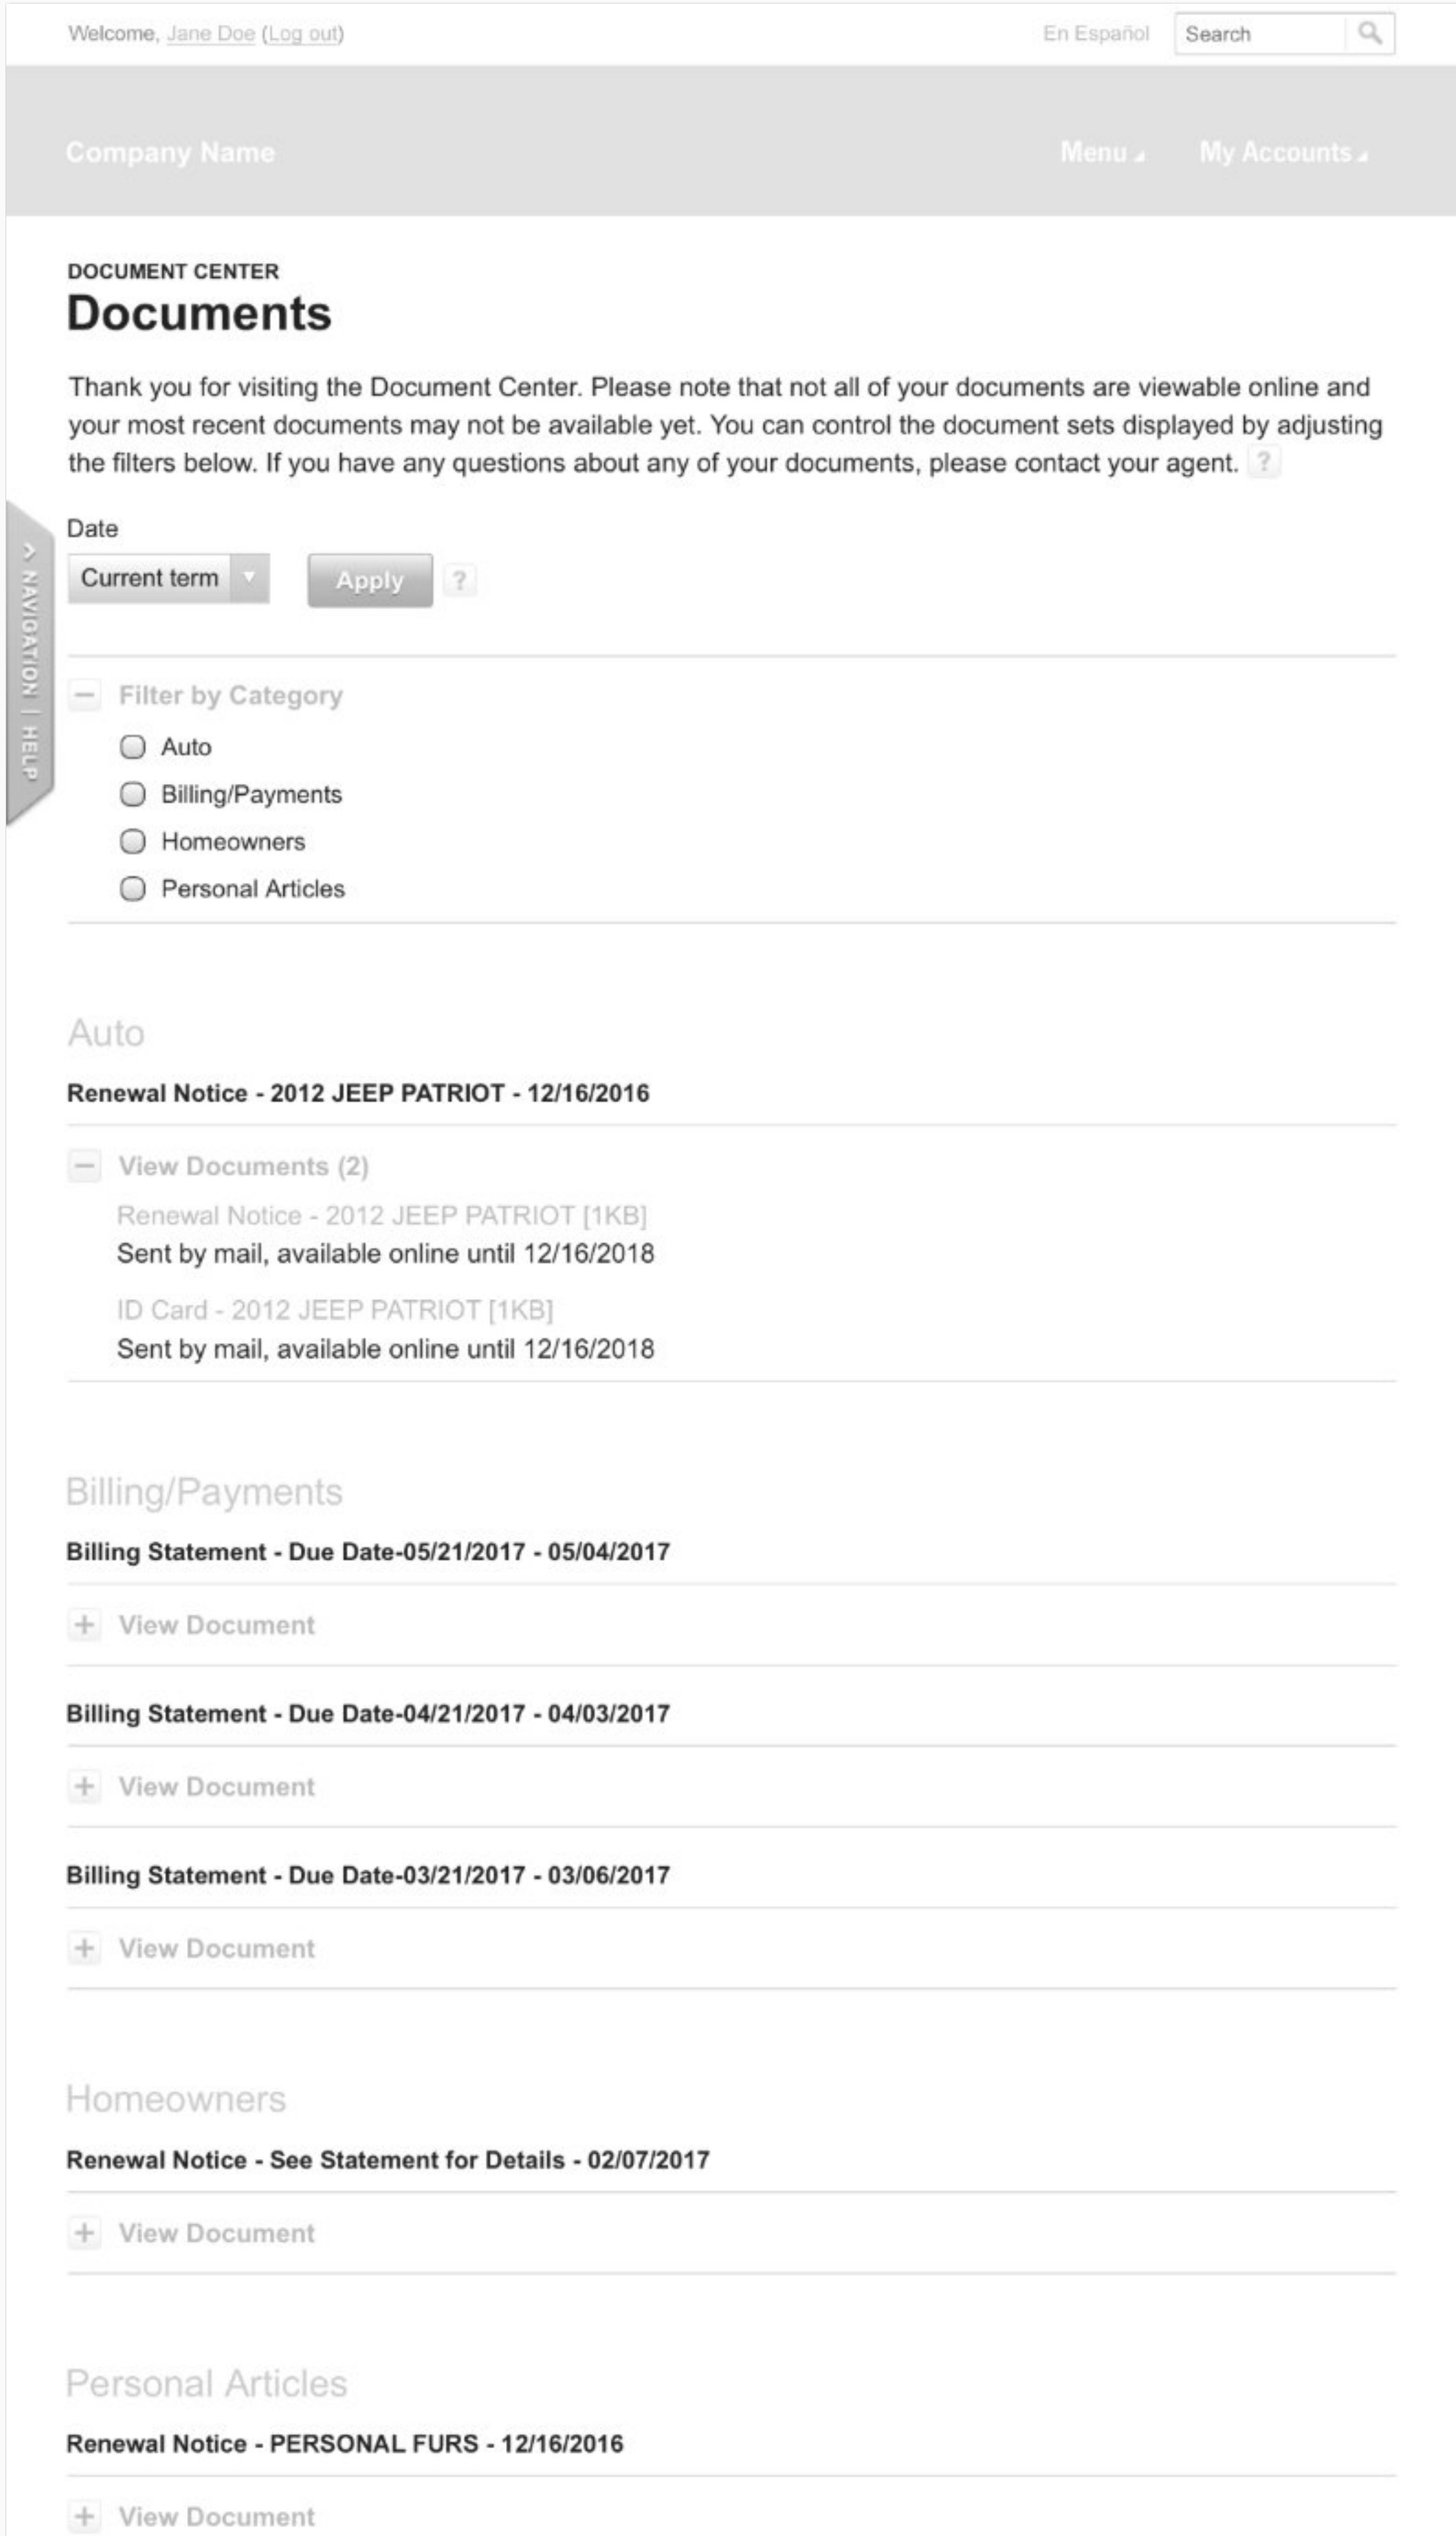 Welcome, Jane Doe (Log out)
En Español
Search
Company Name
Menu
My Accounts
DOCUMENT CENTER
Documents
Thank you for visiting the Document Center. Please note that not all of your documents are viewable online and
your most recent documents may not be available yet. You can control the document sets displayed by adjusting
the filters below. If you have any questions about any of your documents, please contact your agent. ?
Date
Current term
Apply
?
NAVIGATION | HELP
Filter by Category
Auto
Billing/Payments
Homeowners
Personal Articles
Auto
Renewal Notice - 2012 JEEP PATRIOT - 12/16/2016
View Documents (2)
Renewal Notice - 2012 JEEP PATRIOT [1KB]
Sent by mail, available online until 12/16/2018
ID Card - 2012 JEEP PATRIOT [1KB]
Sent by mail, available online until 12/16/2018
Billing/Payments
Billing Statement - Due Date-05/21/2017 - 05/04/2017
View Document
Billing Statement - Due Date-04/21/2017 - 04/03/2017
View Document
Billing Statement - Due Date-03/21/2017 - 03/06/2017
View Document
Homeowners
Renewal Notice - See Statement for Details - 02/07/2017
View Document
Personal Articles
Renewal Notice - PERSONAL FURS - 12/16/2016
View Document